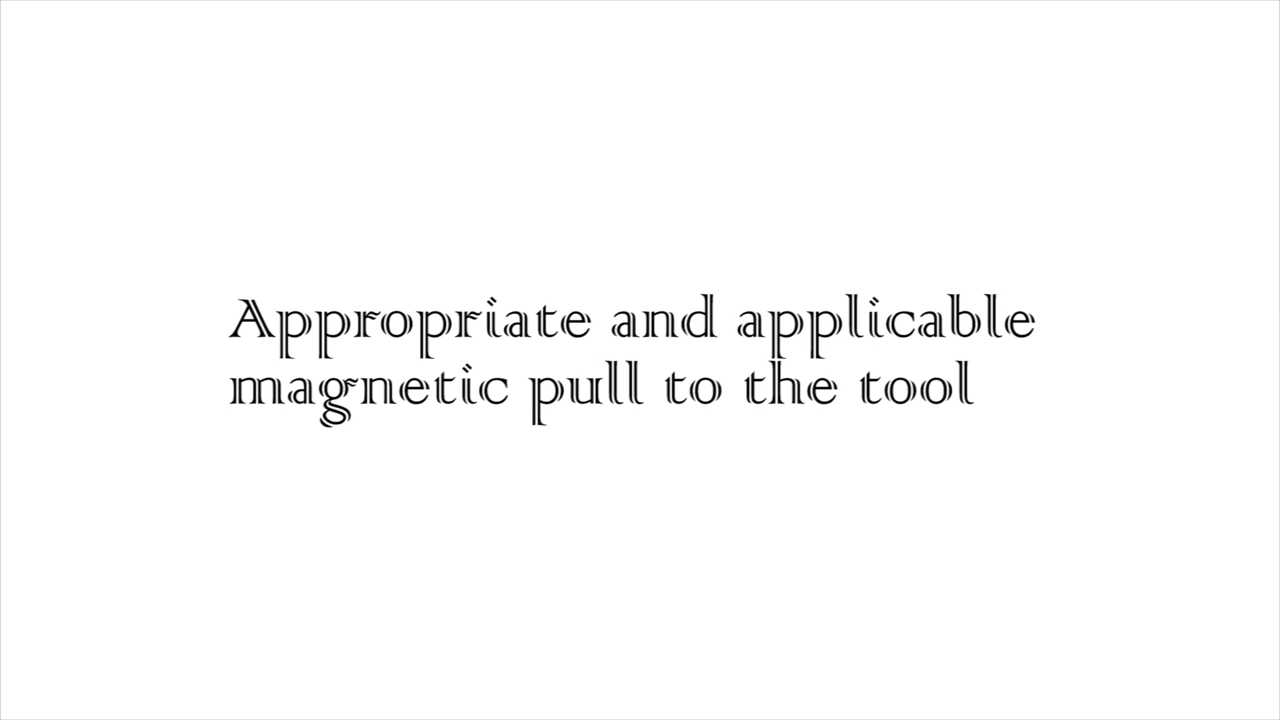 Appropriate and applicable
magnetic pull to the tool